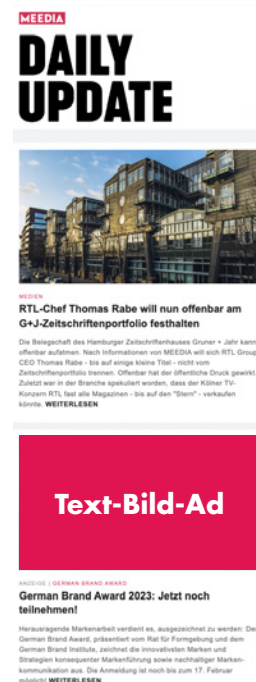 MEEDIA
DAILY
UPDATE
MEDIEN
RTL-Chef Thomas Rabe will nun offenbar am
G+J-Zeitschriftenportfolio festhalten
Die Belegschaft des Hamburger Zeitschriftenhauses Gruner + Jahr kann
offenbar aufatmen. Nach Informationen von MEEDIA will sich RTL Group
CEO Thomas Rabe - bis auf einige kleine Titel - nicht vom
Zeitschriftenportfolio trennen. Offenbar hat der öffentliche Druck gewirkt.
Zuletzt war in der Branche spekuliert worden, dass der Kölner TV-
Konzern RTL fast alle Magazinen - bis auf den "Stern" - verkaufen
könnte. WEITERLESEN
Text-Bild-Ad
ANZEIGE | GERMAN BRAND AWARD
German Brand Award 2023: Jetzt noch
teilnehmen!
Herausragende Markenarbeit verdient es, ausgezeichnet zu werden: Der
German Brand Award, präsentiert vom Rat für Formgebung und dem
German Brand Institute, zeichnet die innovativsten Marken und
Strategien konsequenter Markenführung sowie nachhaltiger Marken-
kommunikation aus. Die Anmeldung ist noch bis zum 17. Februar
möglich! WEITERLESEN